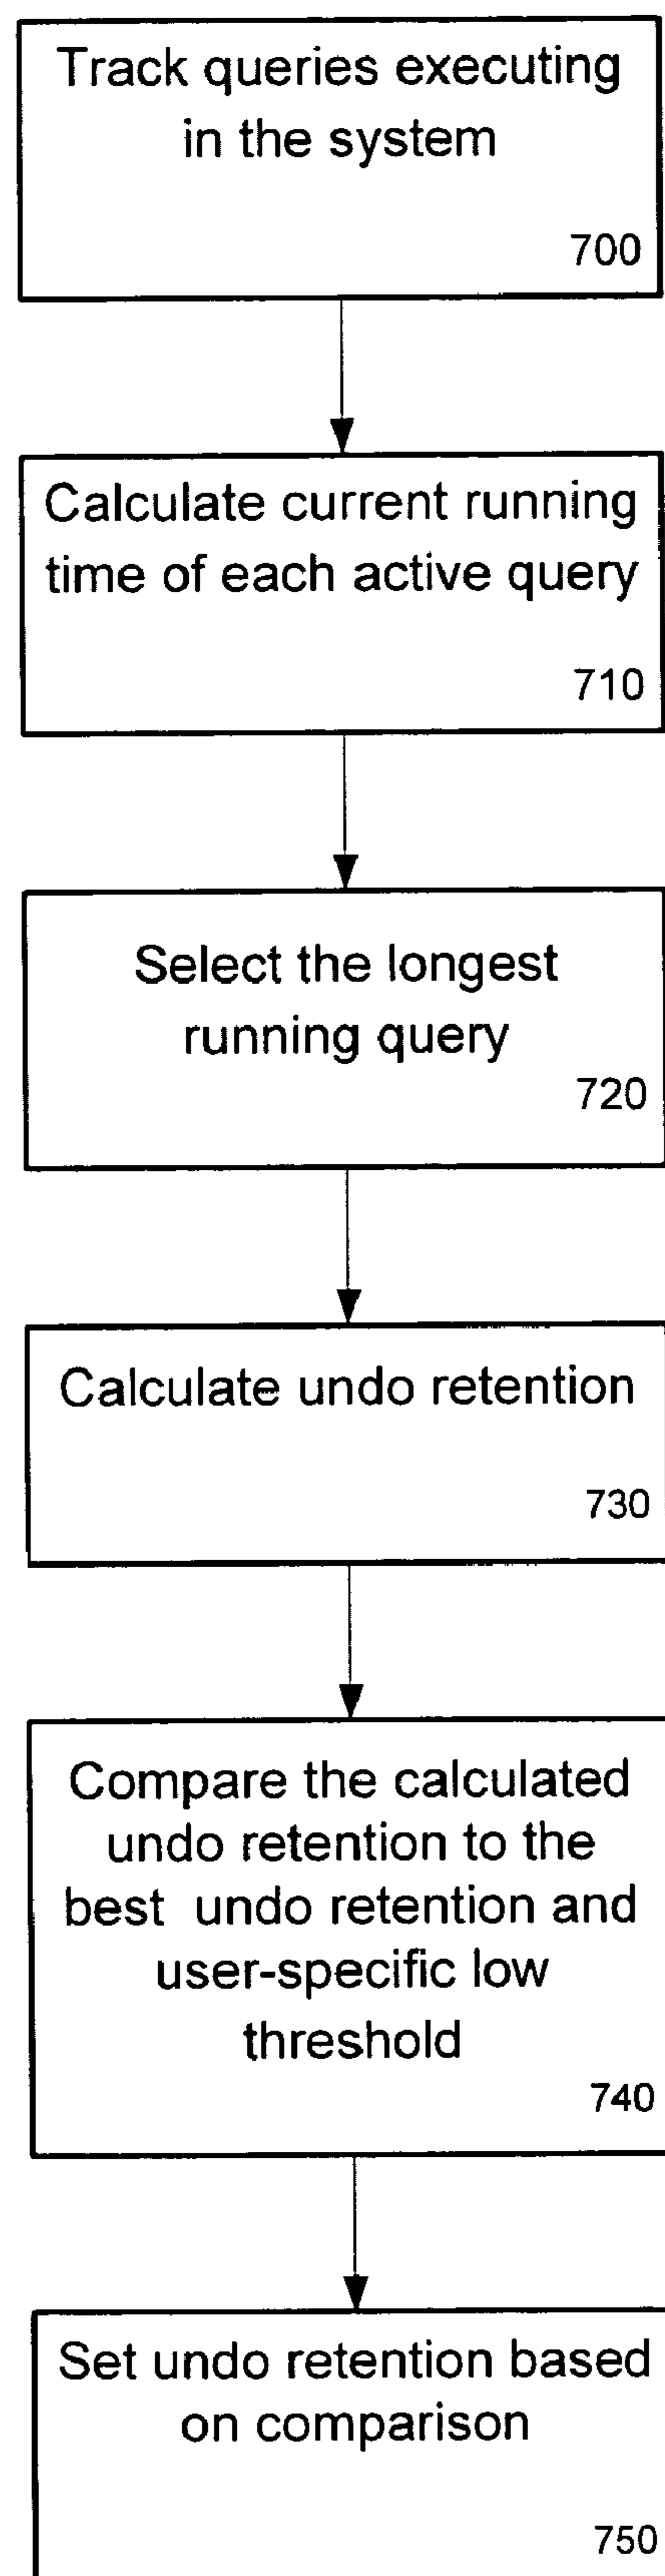 Track queries executing
in the system
700
Calculate current running
time of each active query
710
Select the longest
running query
720
Calculate undo retention
730
Compare the calculated
undo retention to the
best undo retention and
user-specific low
threshold
740
Set undo retention based
on comparison
750